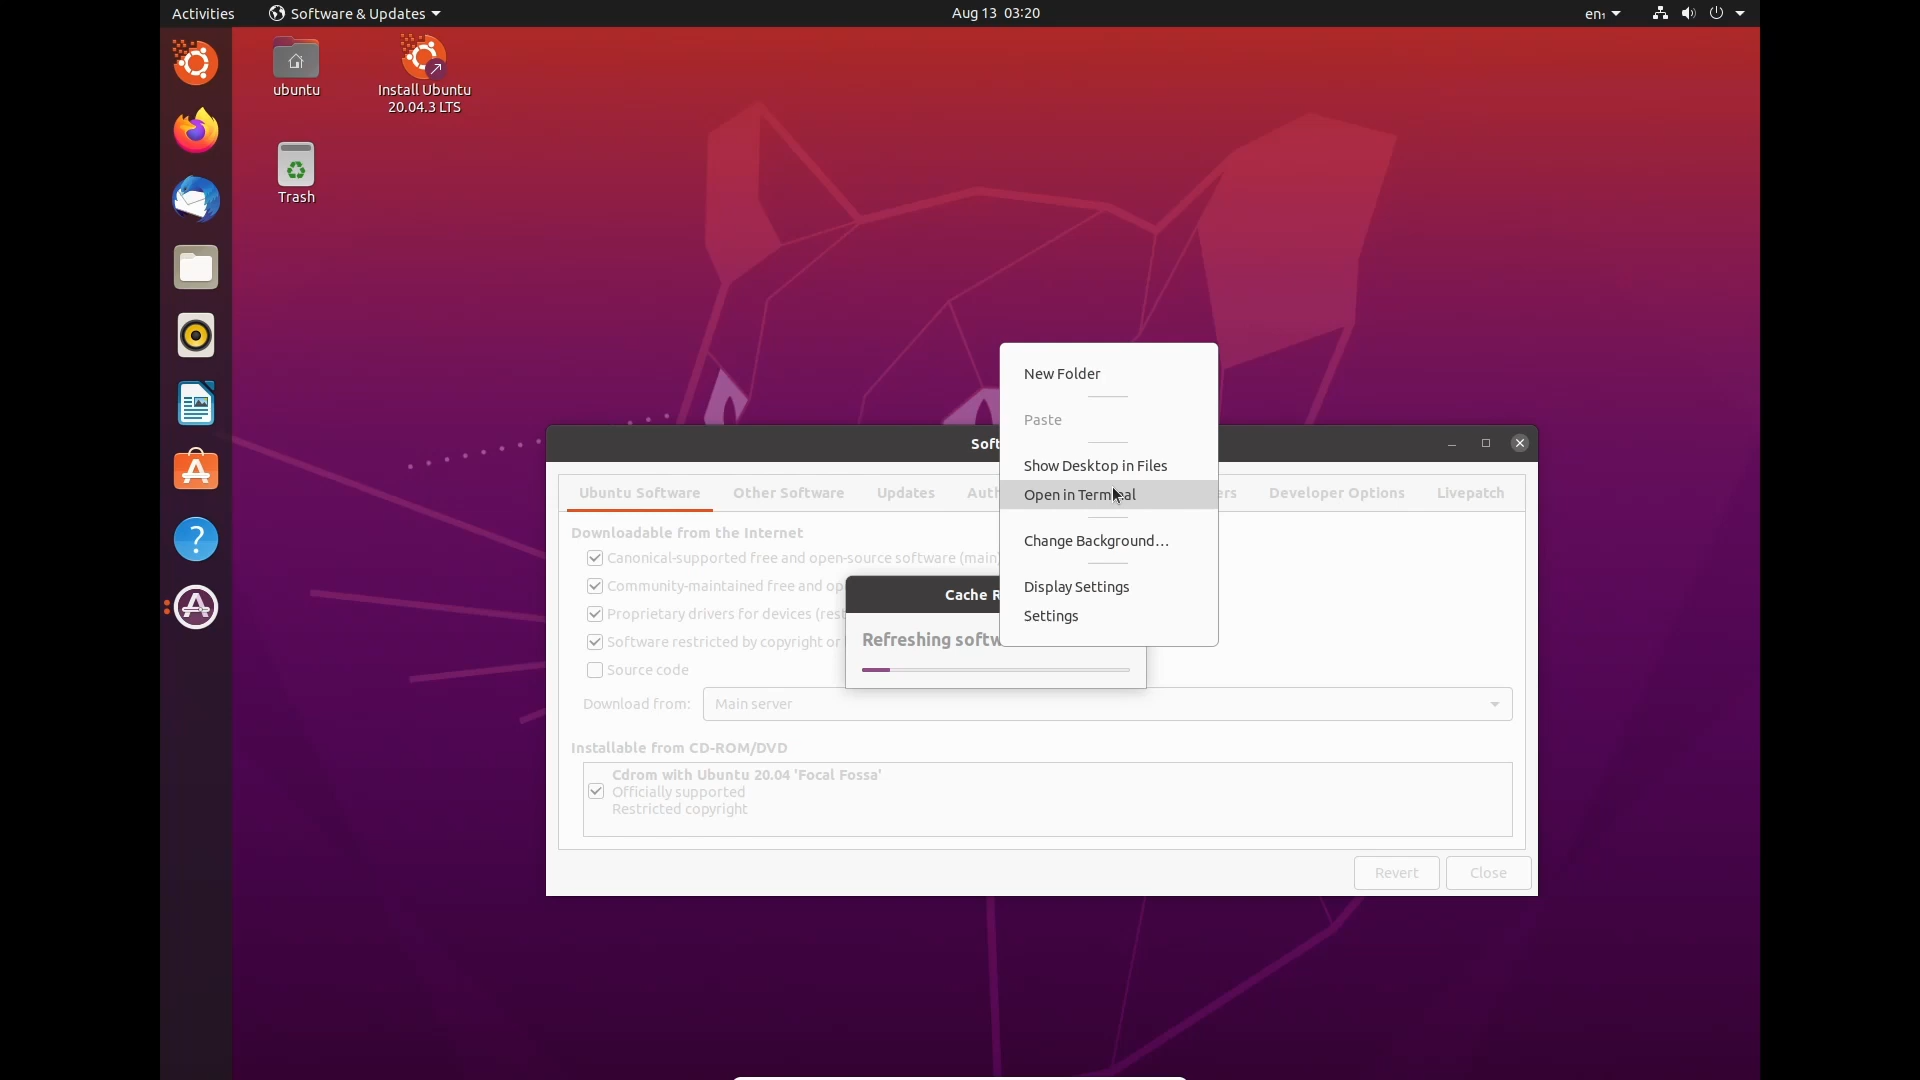 Activities
Software & Updates
Aug 13 03:20
en₁
ubuntu
Install Ubuntu
20.04.3 LTS
Trash
New Folder
Paste
Show Desktop in Files
Open in Terminal
Change Background...
Display Settings
Settings
Soft
Ubuntu Software
Other Software
Updates
Auth
ers
Developer Options
Livepatch
Downloadable from the Internet
Canonical-supported free and open-source software (main)
Community-maintained free and op
Proprietary drivers for devices (rest
Software restricted by copyright or
Source code
Cache R
Refreshing softw
Download from:
Main server
Installable from CD-ROM/DVD
Cdrom with Ubuntu 20.04 'Focal Fossa'
Officially supported
Restricted copyright
Revert
Close